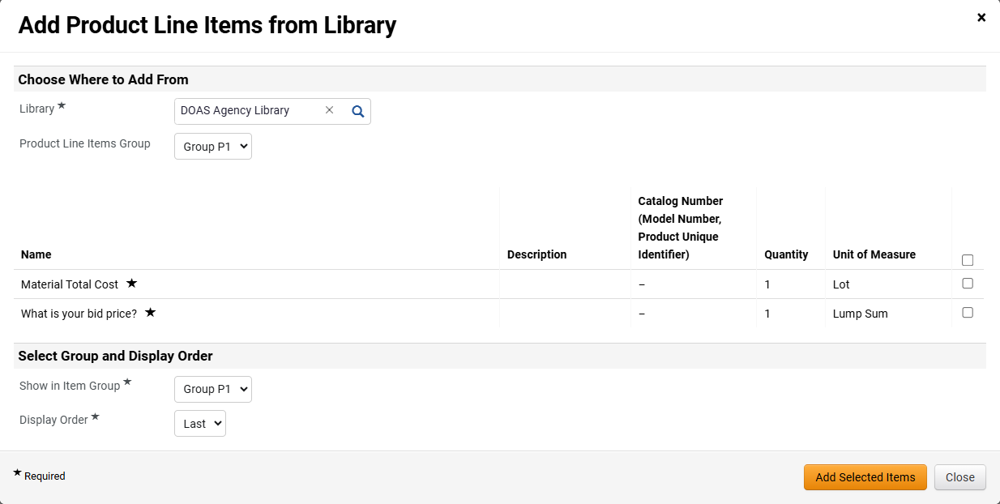 Add Product Line Items from Library
×
Choose Where to Add From
Library ★
DOAS Agency Library ×
Product Line Items Group
Group P1
Name
Description
Catalog Number
(Model Number,
Product Unique
Identifier)
Quantity
Unit of Measure
Material Total Cost ★ – 1 Lot
What is your bid price? ★ – 1 Lump Sum
Select Group and Display Order
Show in Item Group ★
Group P1
Display Order ★
Last
★ Required
Add Selected Items
Close